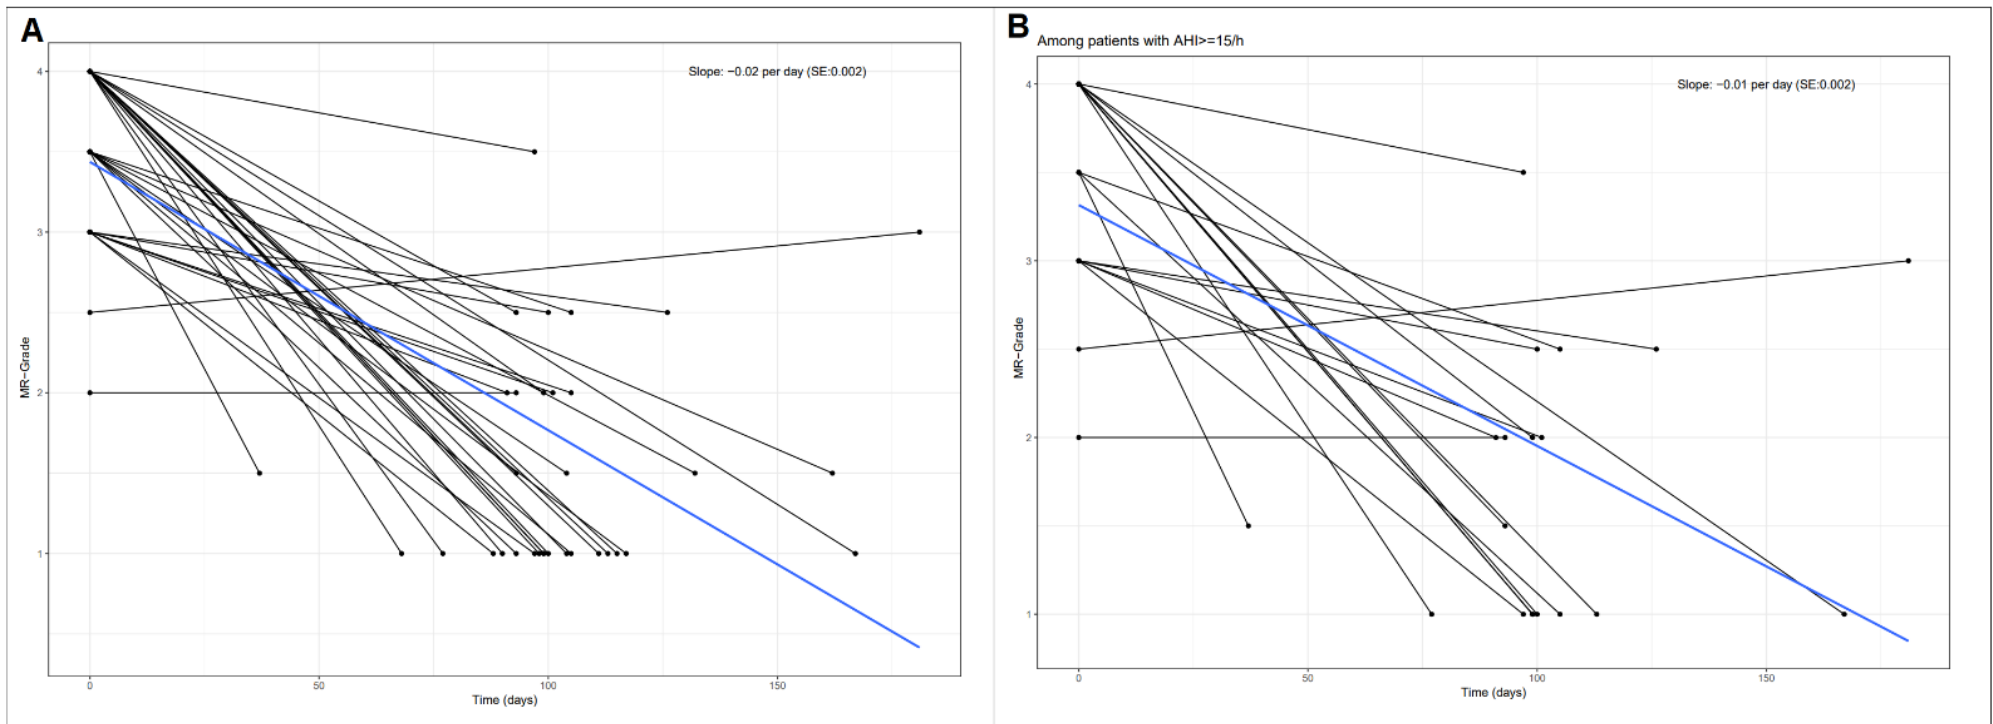 A
Slope: −0.02 per day (SE:0.002)
4
3
2
1
MR−Grade
0
50
100
150
Time (days)
B
Among patients with AHI>=15/h
Slope: −0.01 per day (SE:0.002)
4
3
2
1
MR−Grade
0
50
100
150
Time (days)